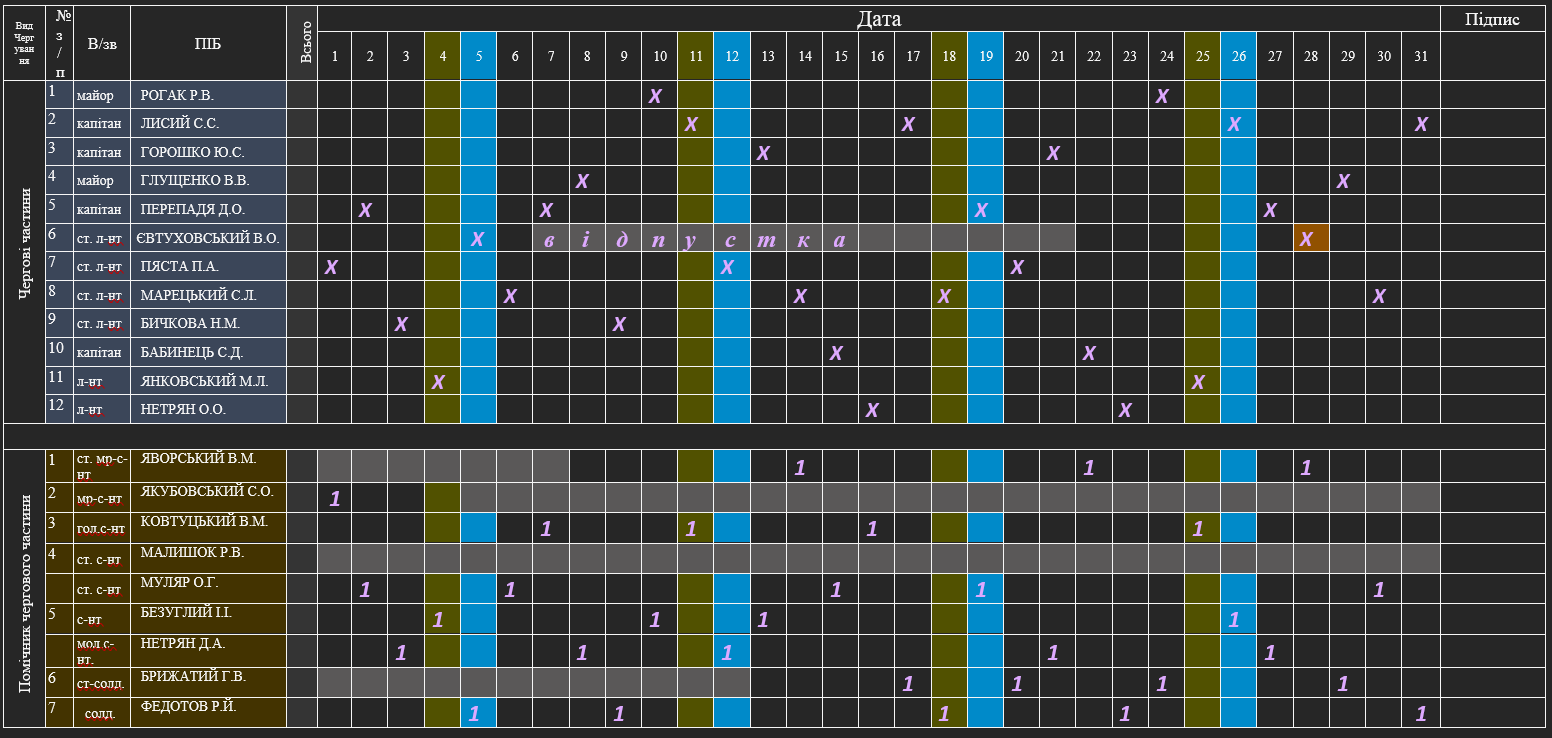 Вид Чергування № з / п В/зв ПІБ Всього Дата Підпис
1 2 3 4 5 6 7 8 9 10 11 12 13 14 15 16 17 18 19 20 21 22 23 24 25 26 27 28 29 30 31
Чергові частини
1 майор РОГАК Р.В. X X
2 капітан ЛИСИЙ С.С. X X X X
3 капітан ГОРОШКО Ю.С. X X
4 майор ГЛУЩЕНКО В.В. X X
5 капітан ПЕРЕПАДЯ Д.О. X X X X
6 ст. л-нт ЄВТУХОВСЬКИЙ В.О. X відпустка X
7 ст. л-нт ПЯСТА П.А. X X X
8 ст. л-нт МАРЕЦЬКИЙ С.Л. X X X X
9 ст. л-нт БИЧКОВА Н.М. X X
10 капітан БАБИНЕЦЬ С.Д. X X
11 л-нт ЯНКОВСЬКИЙ М.Л. X X
12 л-нт НЕТРЯН О.О. X X
Помічник чергового частини
1 ст. мр-с-нт ЯВОРСЬКИЙ В.М. 1 1 1
2 мр-с-нт ЯКУБОВСЬКИЙ С.О. 1
3 гол.с-нт КОВТУЦЬКИЙ В.М. 1 1 1 1
4 ст. с-нт МАЛИШОК Р.В.
ст. с-нт МУЛЯР О.Г. 1 1 1 1 1
5 с-нт БЕЗУГЛИЙ І.І. 1 1 1 1
мол.с-нт. НЕТРЯН Д.А. 1 1 1 1 1
6 ст-солд. БРИЖАТИЙ Г.В. 1 1 1 1
7 солд. ФЕДОТОВ Р.Й. 1 1 1 1 1